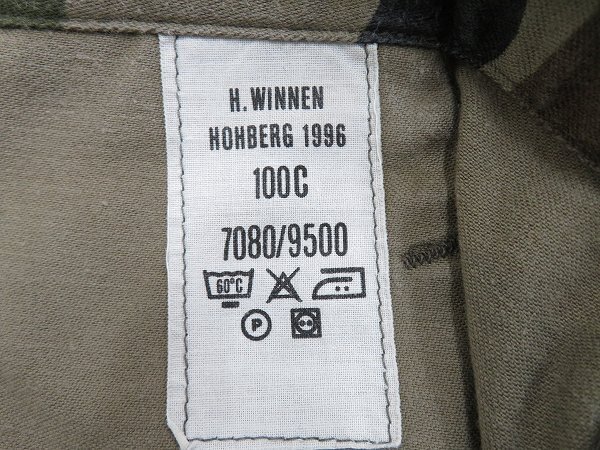 H. WINNEN
HOHBERG 1996
100C
7080/9500
60°C
P